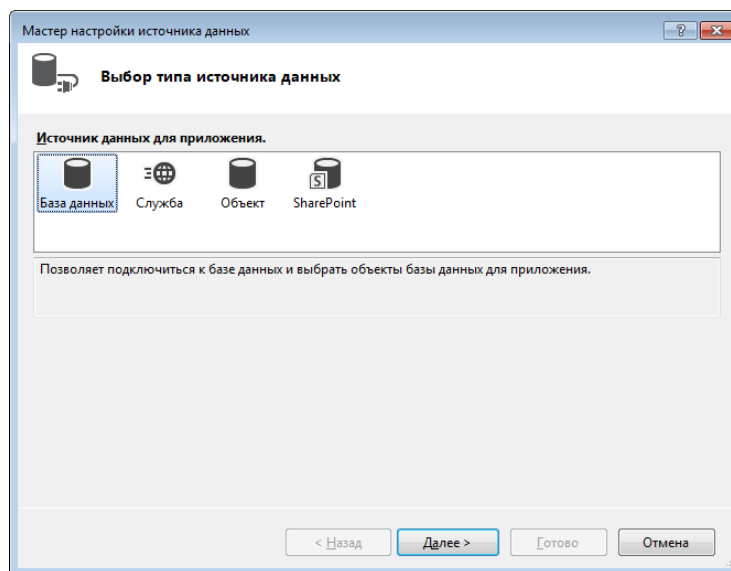 Мастер настройки источника данных
Выбор типа источника данных
Источник данных для приложения.
База данных Служба Объект SharePoint
Позволяет подключиться к базе данных и выбрать объекты базы данных для приложения.
< Назад Далее > Готово Отмена